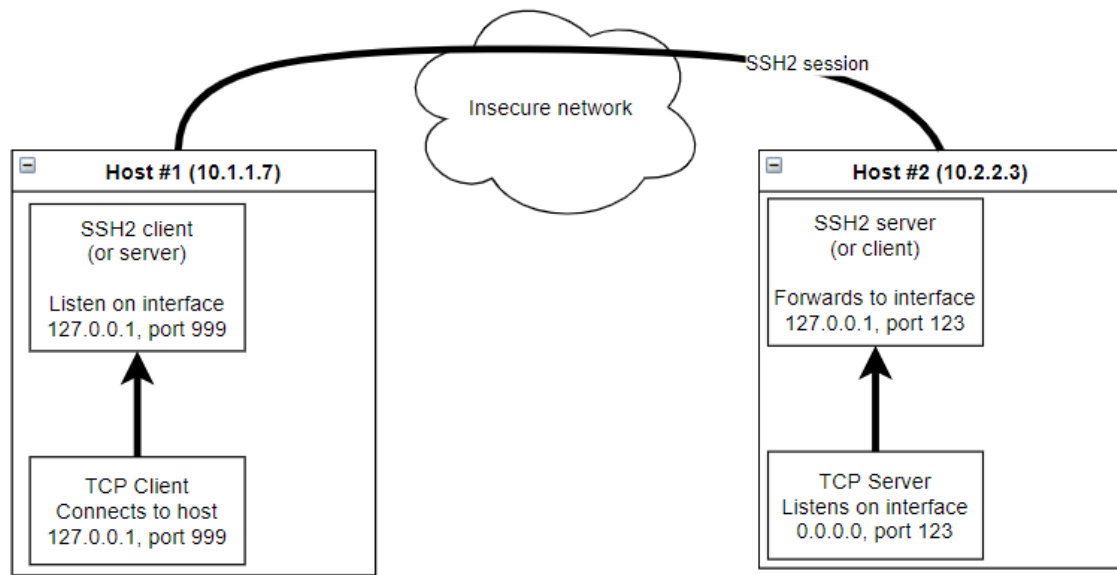 SSH2 session
Insecure network
Host #1 (10.1.1.7)
SSH2 client
(or server)
Listen on interface
127.0.0.1, port 999
TCP Client
Connects to host
127.0.0.1, port 999
Host #2 (10.2.2.3)
SSH2 server
(or client)
Forwards to interface
127.0.0.1, port 123
TCP Server
Listens on interface
0.0.0.0, port 123